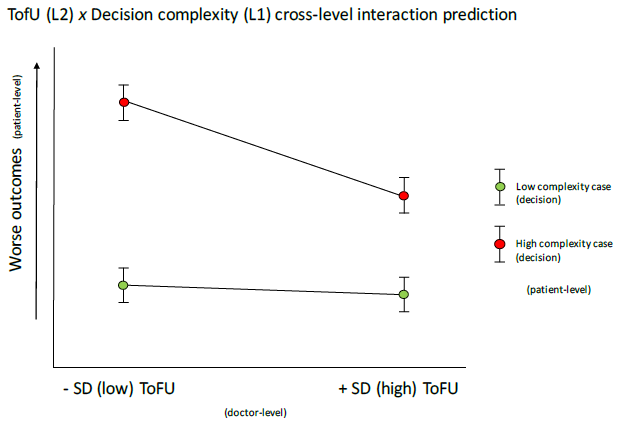 TofU (L2) x Decision complexity (L1) cross-level interaction prediction
Worse outcomes (patient-level)
Low complexity case
(decision)
High complexity case
(decision)
(patient-level)
- SD (low) ToFU
+ SD (high) ToFU
(doctor-level)